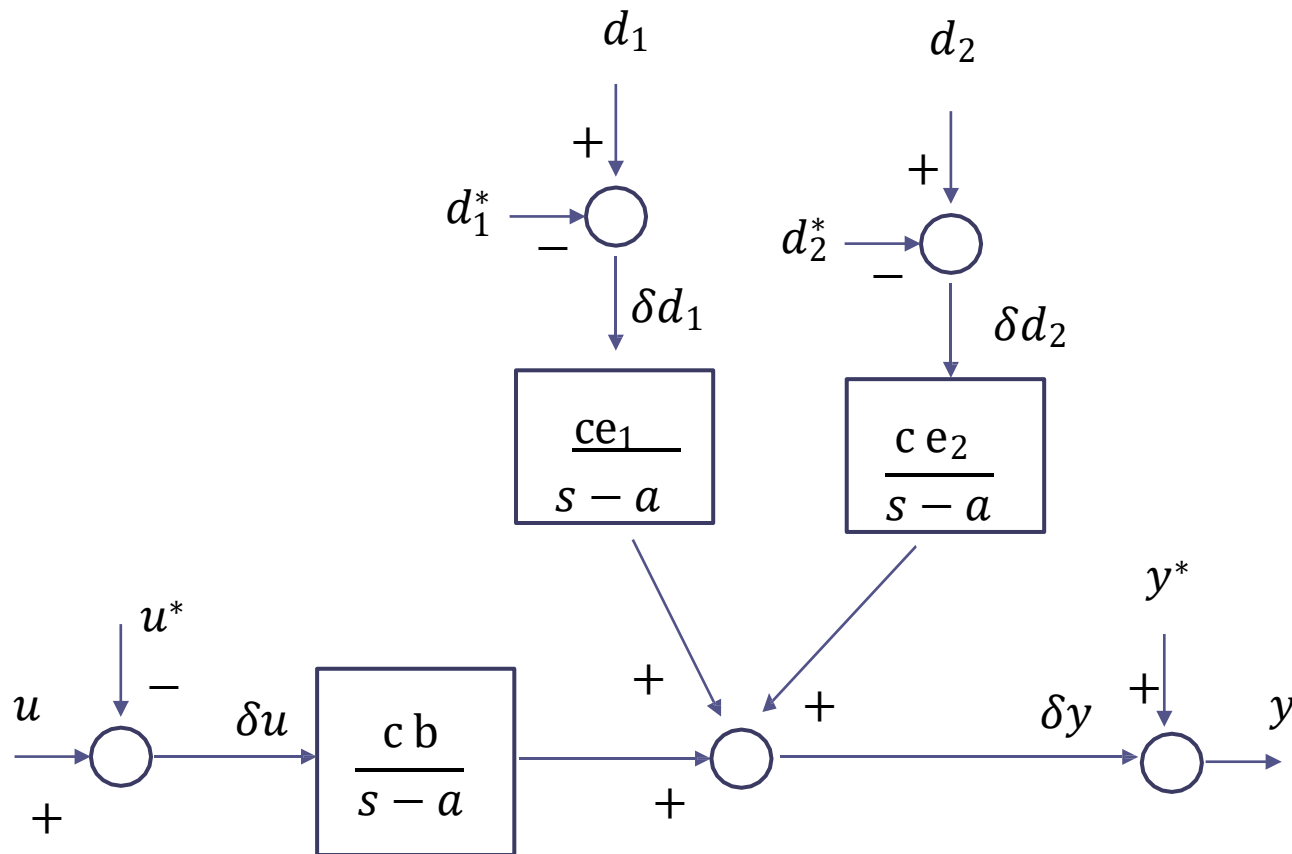 d₁
d₂
+
+
d₁*
−
d₂*
−
δd₁
δd₂
ce₁
s − a
c e₂
s − a
y*
u*
−
+
+
+
u
δu
c b
s − a
δy
y
+
+